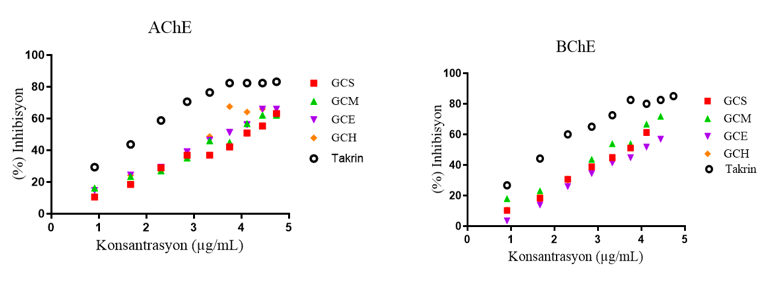 AChE
100
80
60
40
20
0
0 1 2 3 4 5
(%) Inhibisyon
Konsantrasyon (µg/mL)
GCS
GCM
GCE
GCH
Takrin
BChE
100
80
60
40
20
0
0 1 2 3 4 5
(%) Inhibisyon
Konsantrasyon (µg/mL)
GCS
GCM
GCE
GCH
Takrin